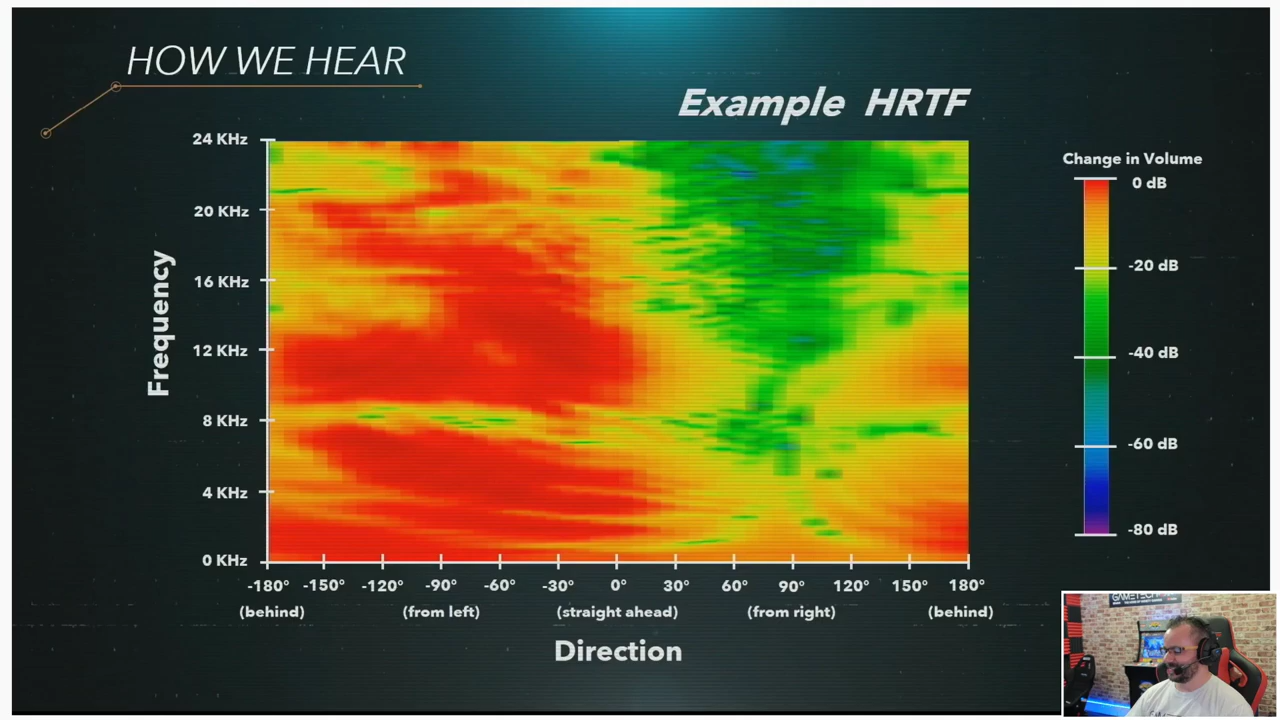 HOW WE HEAR
Example HRTF
Change in Volume
0 dB
-20 dB
-40 dB
-60 dB
-80 dB
Frequency
24 KHz
20 KHz
16 KHz
12 KHz
8 KHz
4 KHz
0 KHz
-180° -150° -120° -90° -60° -30° 0° 30° 60° 90° 120° 150° 180°
(behind) (from left) (straight ahead) (from right) (behind)
Direction